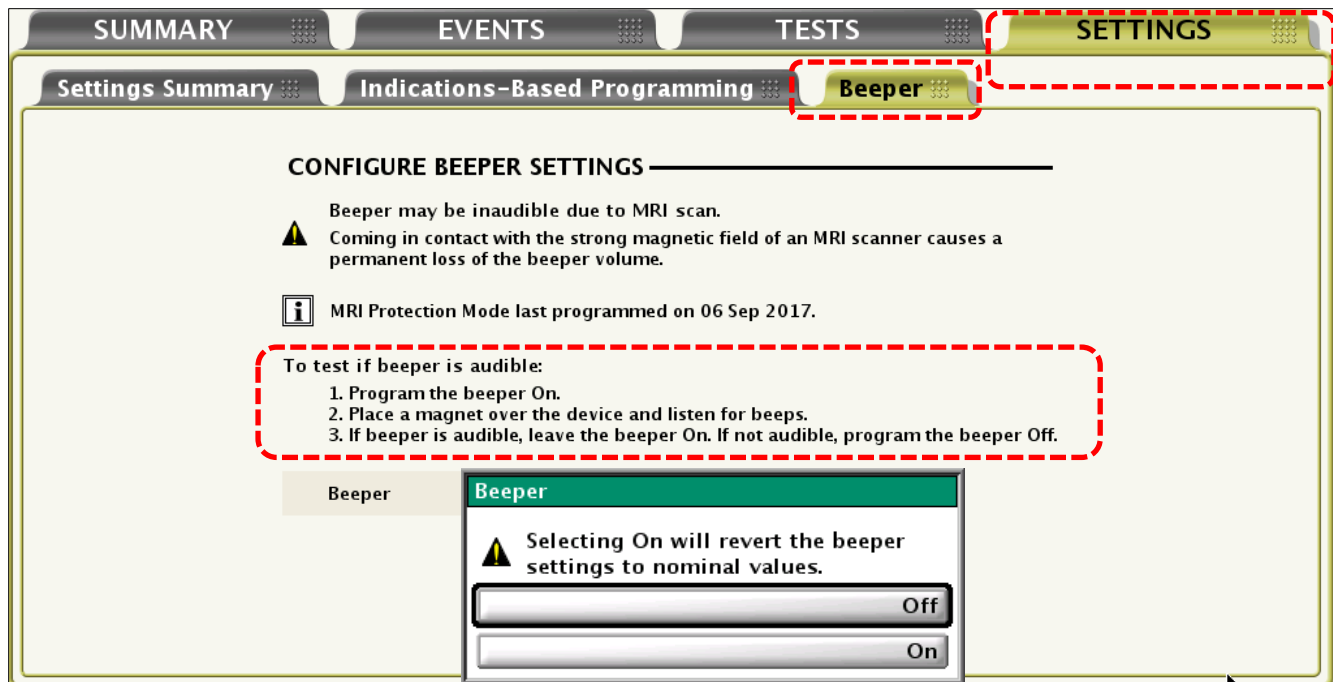 SUMMARY EVENTS TESTS SETTINGS
Settings Summary Indications-Based Programming Beeper
CONFIGURE BEEPER SETTINGS
Beeper may be inaudible due to MRI scan.
Coming in contact with the strong magnetic field of an MRI scanner causes a
permanent loss of the beeper volume.
i MRI Protection Mode last programmed on 06 Sep 2017.
To test if beeper is audible:
1. Program the beeper On.
2. Place a magnet over the device and listen for beeps.
3. If beeper is audible, leave the beeper On. If not audible, program the beeper Off.
Beeper
Beeper
Selecting On will revert the beeper
settings to nominal values.
Off
On